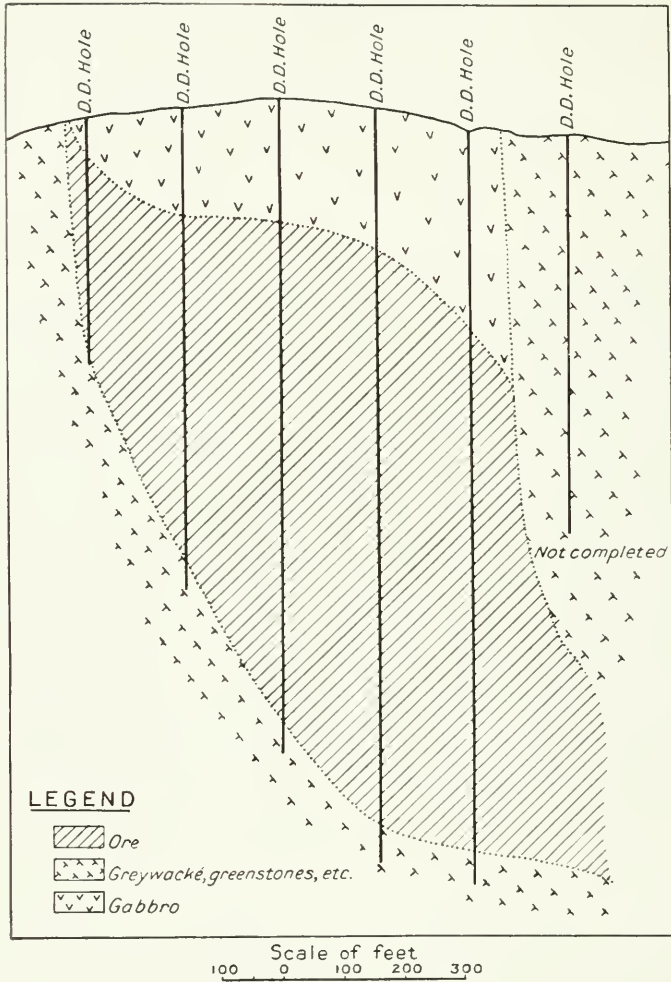 D.D. Hole
D.D. Hole
D.D. Hole
D.D. Hole
D.D. Hole
D.D. Hole
Not completed
LEGEND
Ore
Greywacké, greenstones, etc.
Gabbro
Scale of feet
100 0 100 200 300